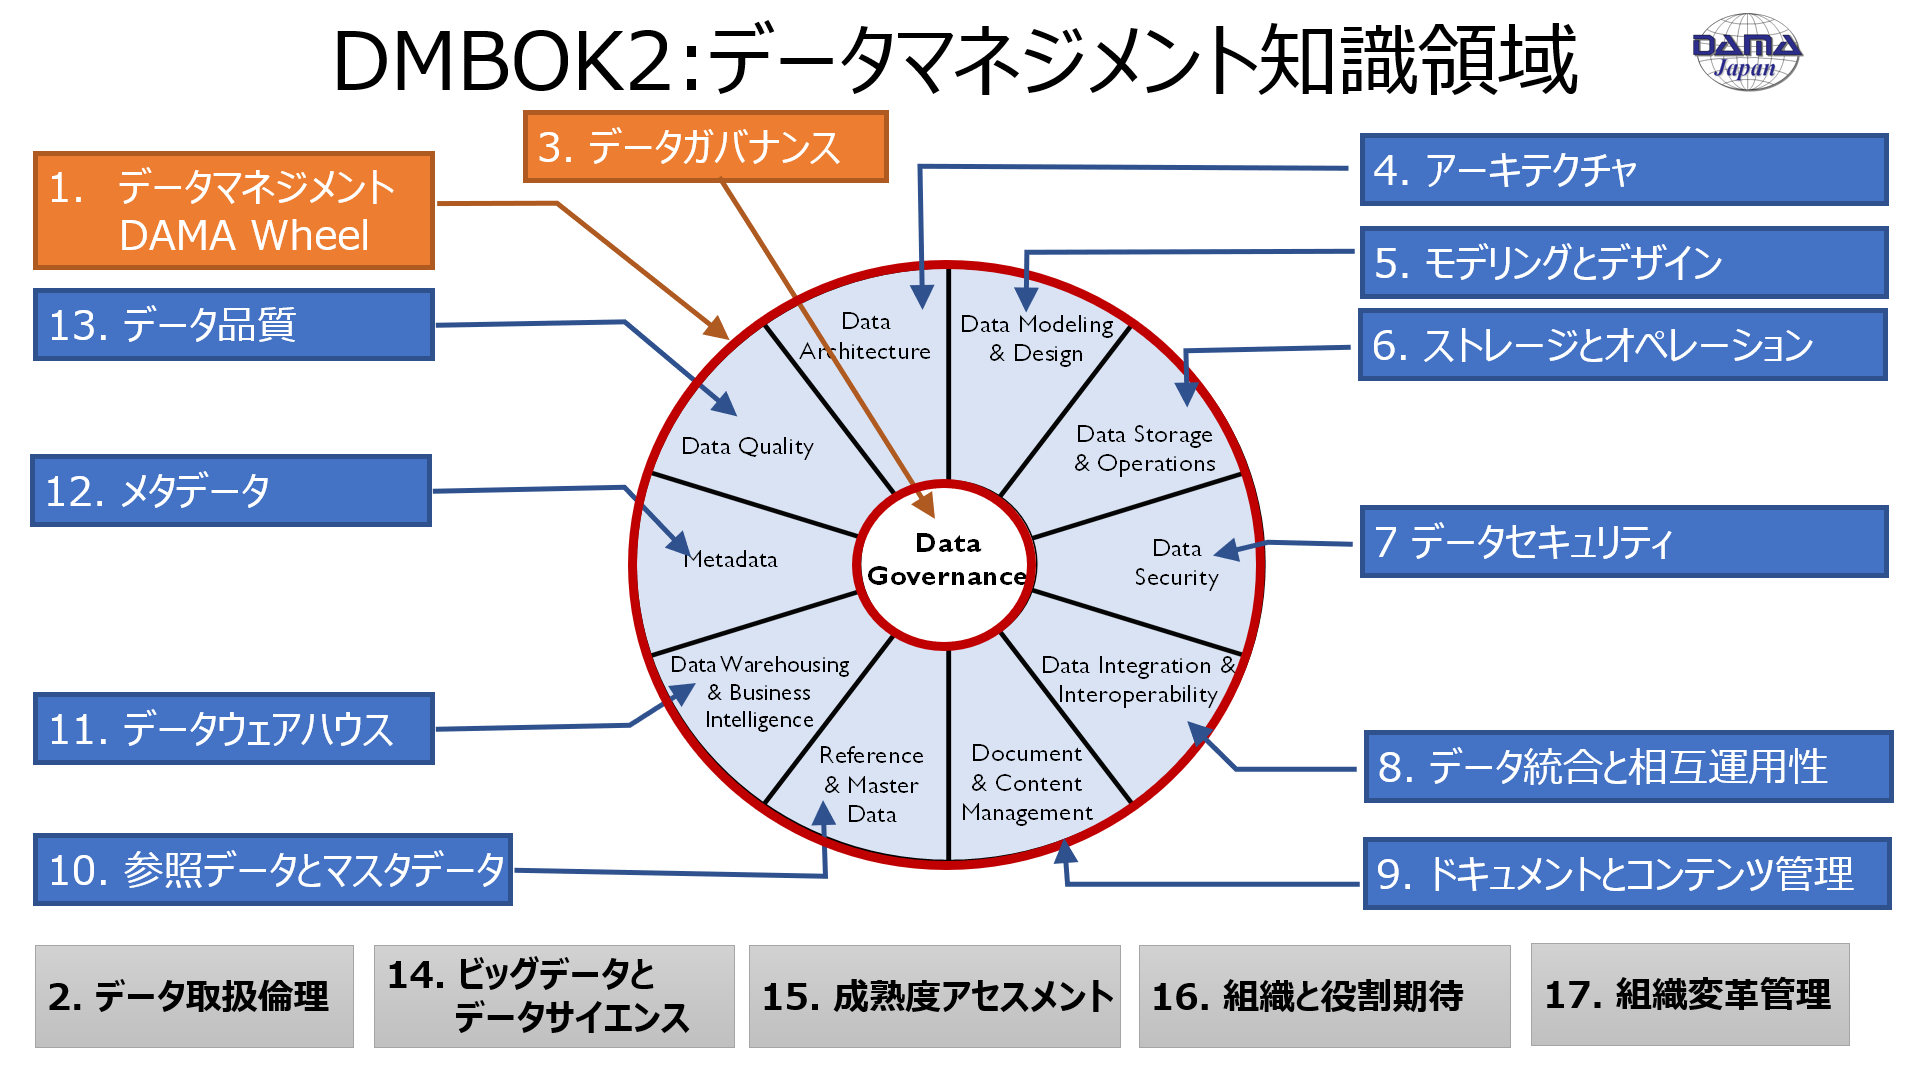 DMBOK2:データマネジメント知識領域
DAMA
Japan
3. データガバナンス
1. データマネジメント
DAMA Wheel
13. データ品質
12. メタデータ
11. データウェアハウス
10. 参照データとマスタデータ
4. アーキテクチャ
5. モデリングとデザイン
6. ストレージとオペレーション
7 データセキュリティ
8. データ統合と相互運用性
9. ドキュメントとコンテンツ管理
Data
Architecture
Data Modeling
& Design
Data Storage
& Operations
Data
Security
Data Integration &
Interoperability
Document
& Content
Management
Reference
& Master
Data
Data Warehousing
& Business
Intelligence
Metadata
Data Quality
Data
Governance
2. データ取扱倫理
14. ビッグデータと
データサイエンス
15. 成熟度アセスメント
16. 組織と役割期待
17. 組織変革管理